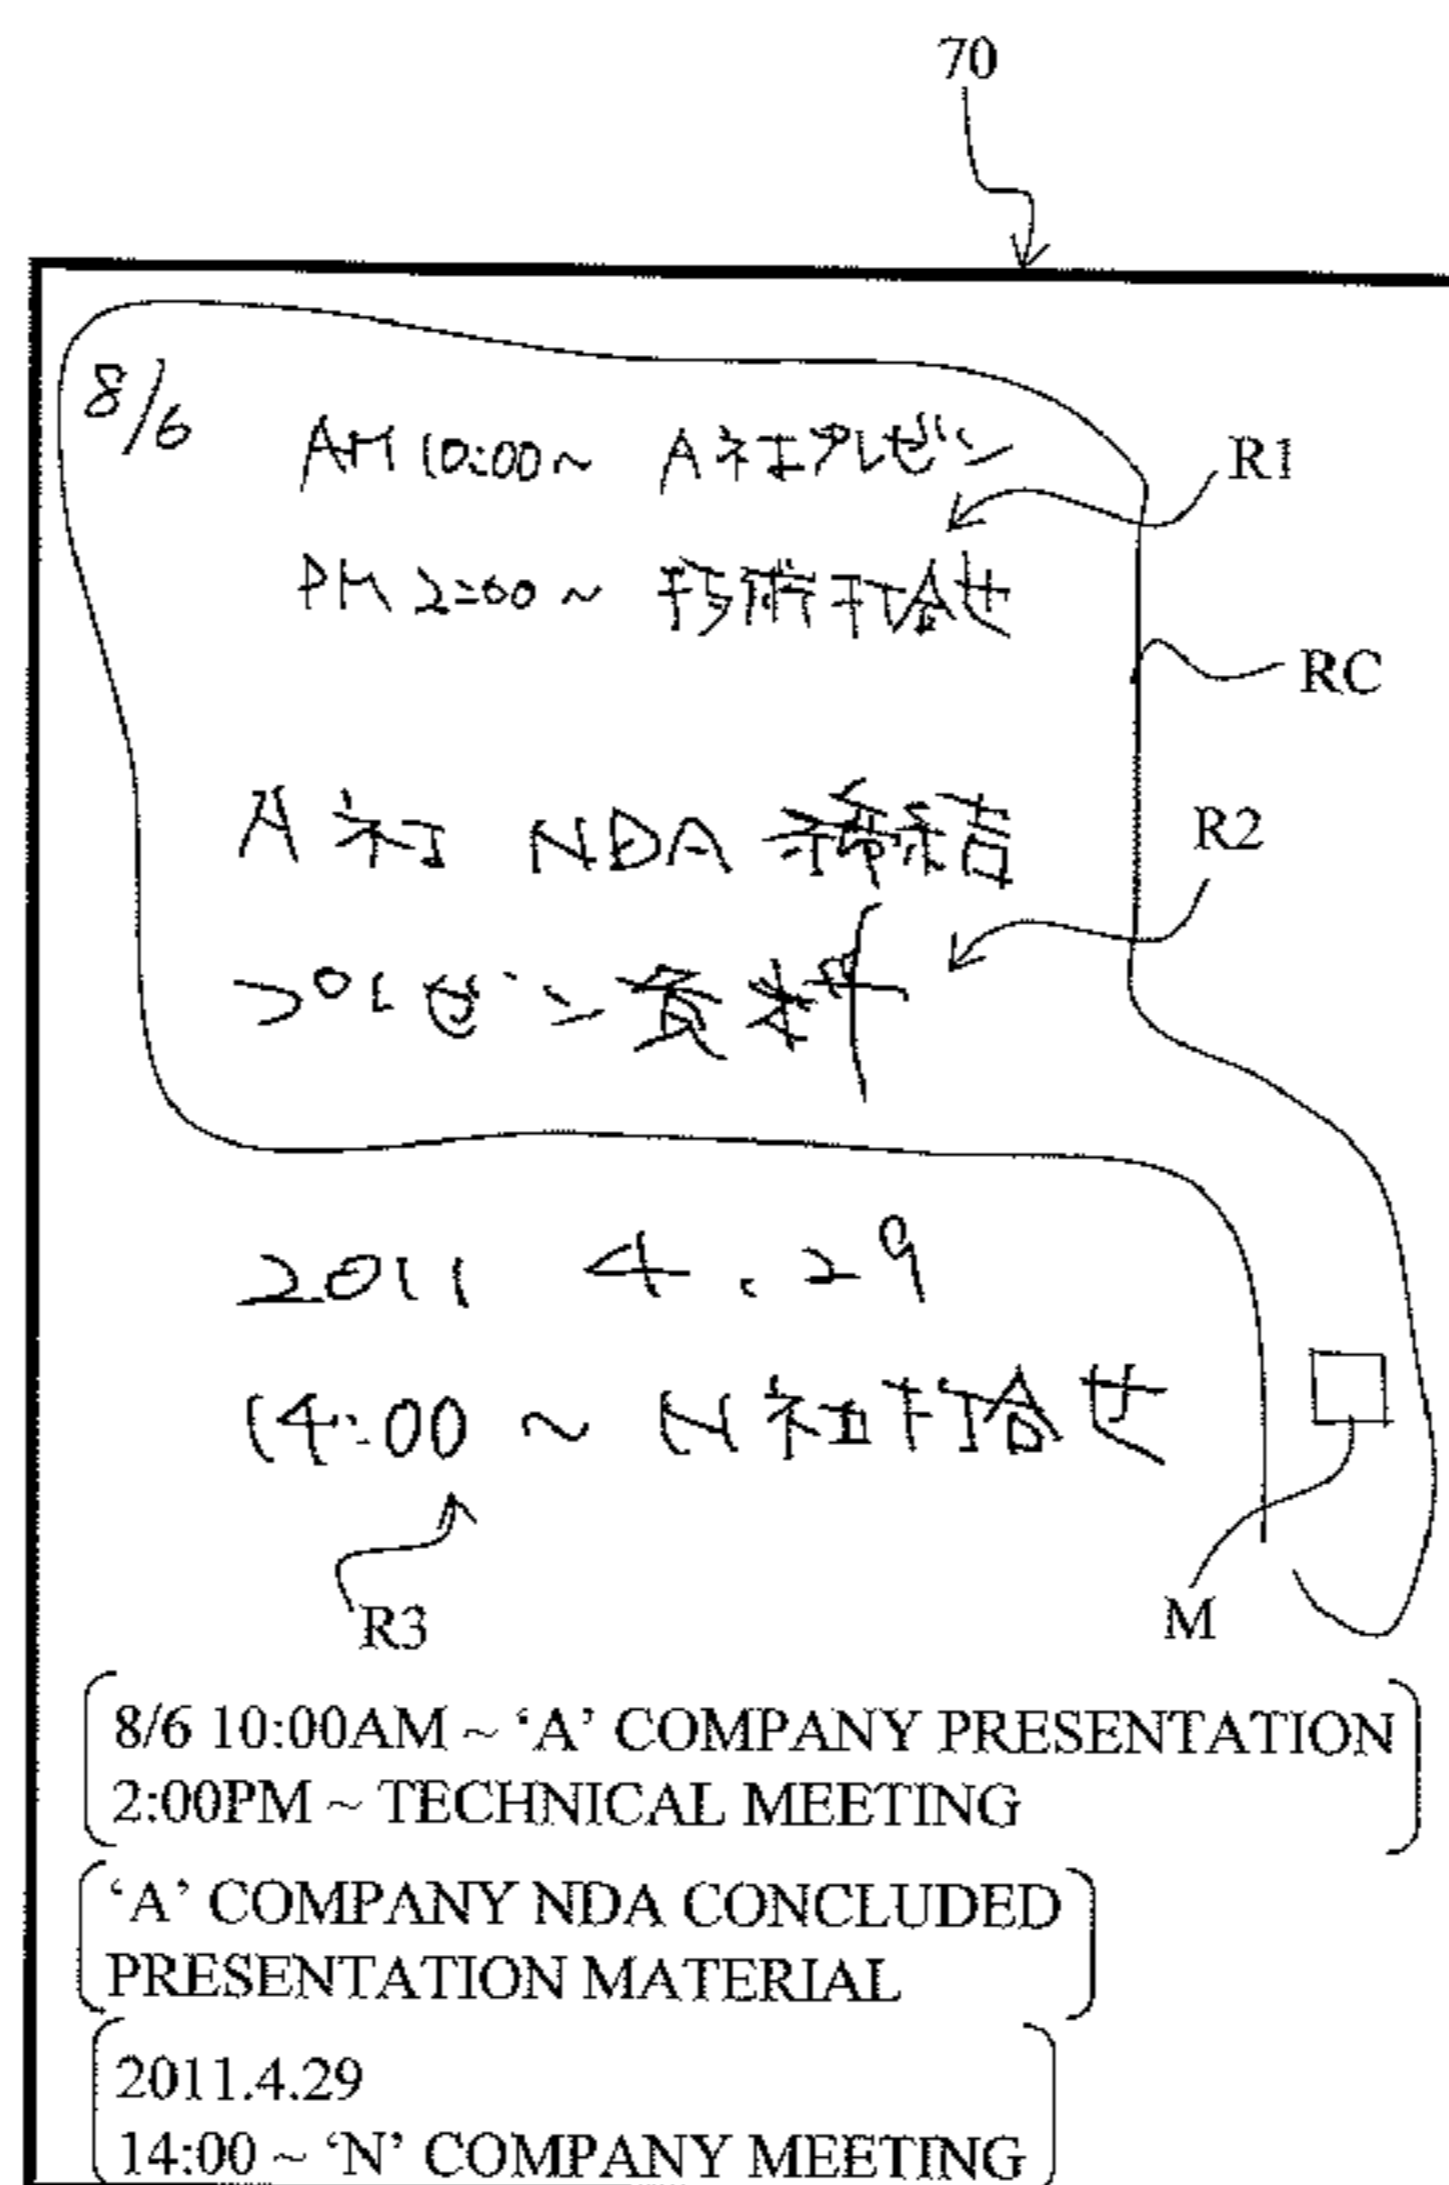 70
8/6 AM 10:00～ A社プレゼン
R1
PM 2:00～ 技術打合せ
RC
A社 NDA 締結
R2
プレゼン資料
2011 4.29
14:00～ N社打合せ
R3
M
8/6 10:00AM ~ ‘A’ COMPANY PRESENTATION
2:00PM ~ TECHNICAL MEETING
‘A’ COMPANY NDA CONCLUDED
PRESENTATION MATERIAL
2011.4.29
14:00 ~ ‘N’ COMPANY MEETING